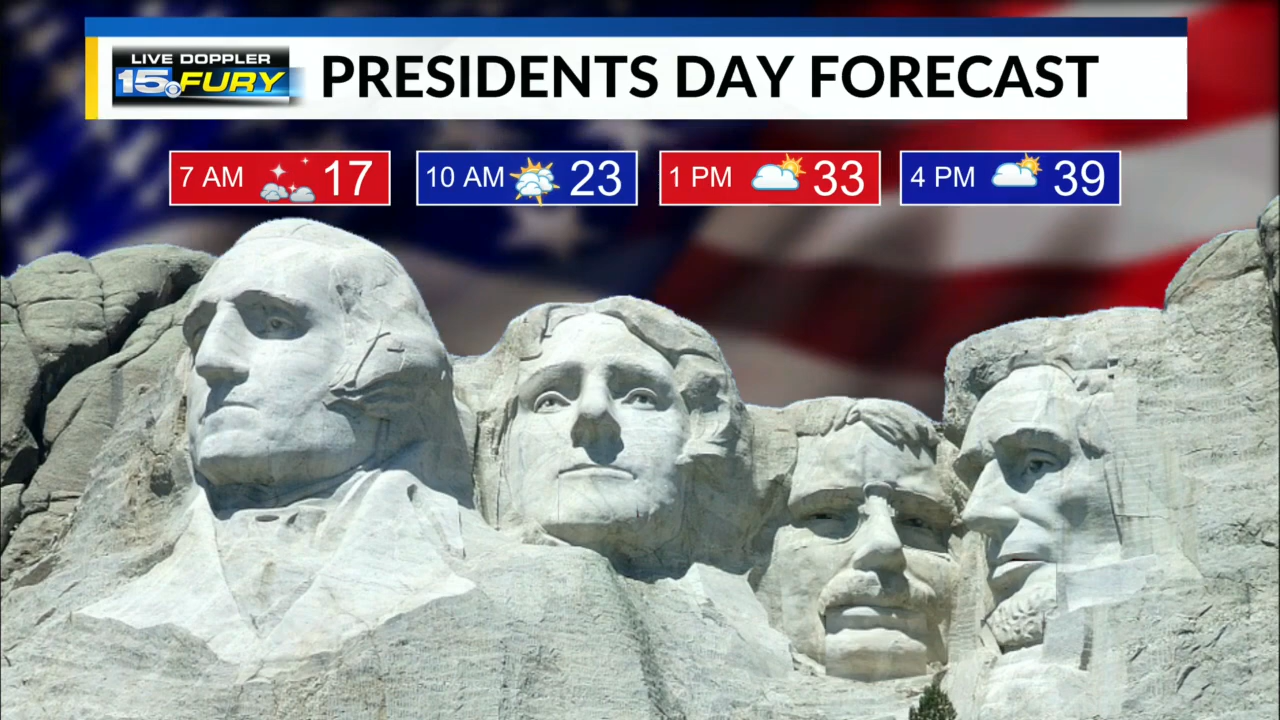 LIVE DOPPLER
15 FURY
PRESIDENTS DAY FORECAST
7 AM 17
10 AM 23
1 PM 33
4 PM 39